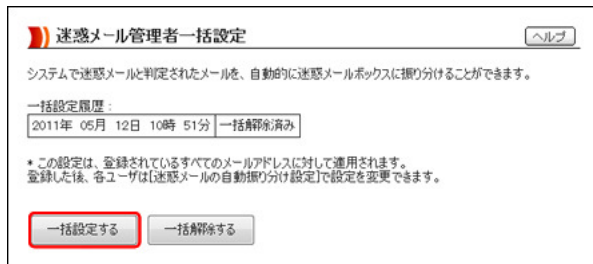 迷惑メール管理者一括設定
ヘルプ
システムで迷惑メールと判定されたメールを、自動的に迷惑メールボックスに振り分けることができます。
一括設定履歴:
2011年 05月 12日 10時 51分 一括解除済み
* この設定は、登録されているすべてのメールアドレスに対して適用されます。
登録した後、各ユーザは[迷惑メールの自動振り分け設定]で設定を変更できます。
一括設定する 一括解除する